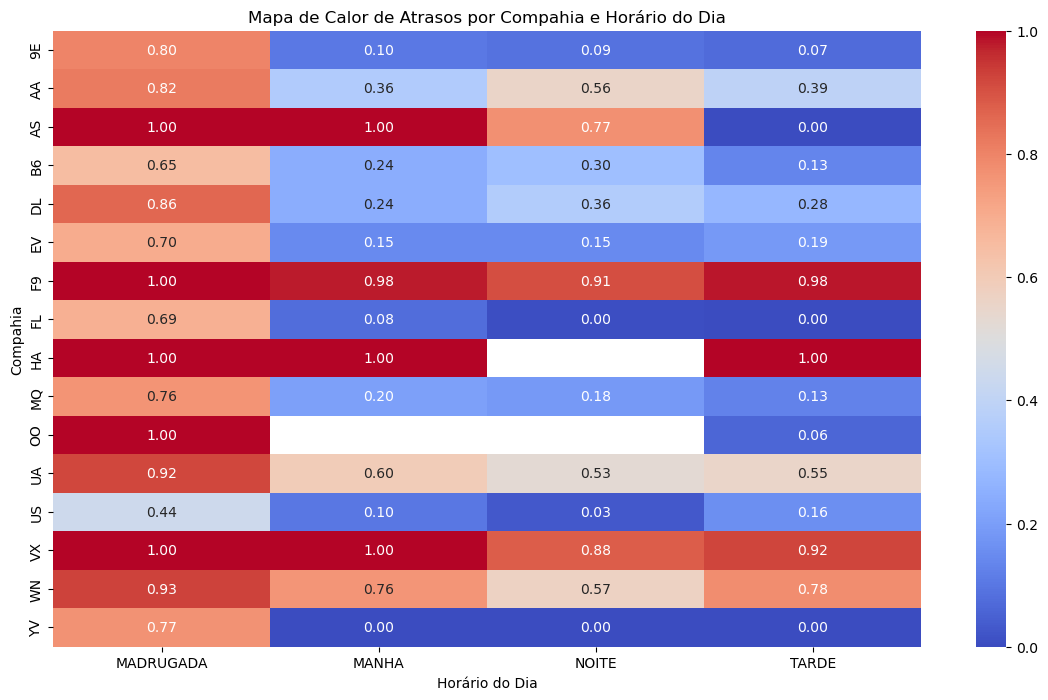 Mapa de Calor de Atrasos por Compahia e Horário do Dia
9E 0.80 0.10 0.09 0.07
AA 0.82 0.36 0.56 0.39
AS 1.00 1.00 0.77 0.00
B6 0.65 0.24 0.30 0.13
DL 0.86 0.24 0.36 0.28
EV 0.70 0.15 0.15 0.19
F9 1.00 0.98 0.91 0.98
FL 0.69 0.08 0.00 0.00
HA 1.00 1.00 1.00
MQ 0.76 0.20 0.18 0.13
OO 1.00 0.06
UA 0.92 0.60 0.53 0.55
US 0.44 0.10 0.03 0.16
VX 1.00 1.00 0.88 0.92
WN 0.93 0.76 0.57 0.78
YV 0.77 0.00 0.00 0.00
Compahia
MADRUGADA MANHA NOITE TARDE
Horário do Dia
1.0
0.8
0.6
0.4
0.2
0.0